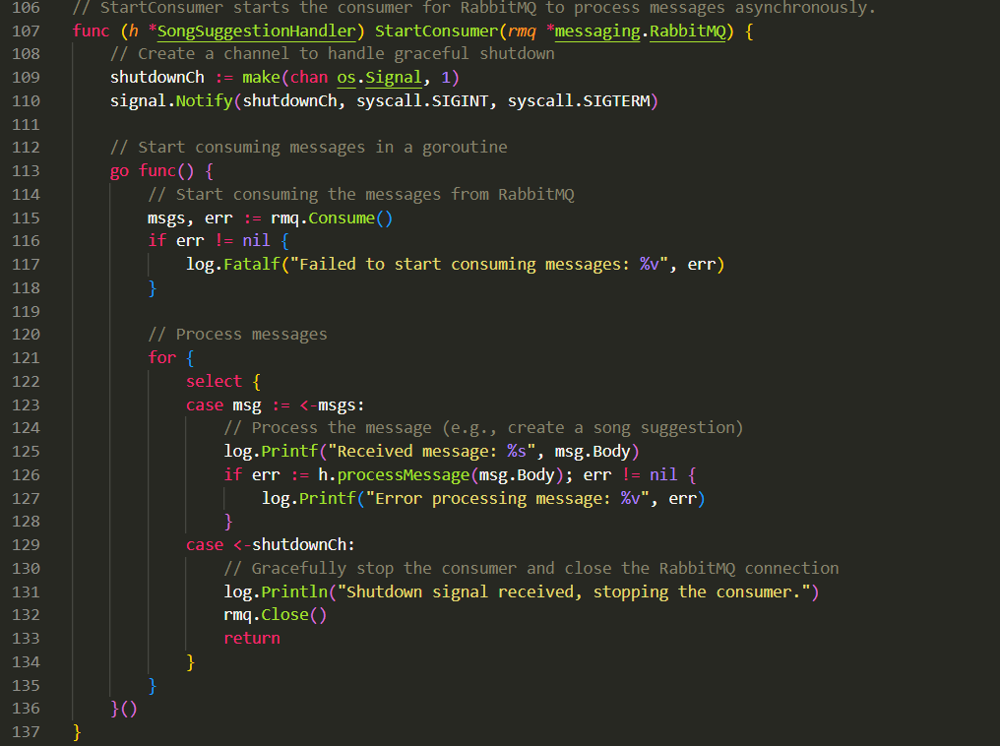 106 // StartConsumer starts the consumer for RabbitMQ to process messages asynchronously.
107 func (h *SongSuggestionHandler) StartConsumer(rmq *messaging.RabbitMQ) {
108     // Create a channel to handle graceful shutdown
109     shutdownCh := make(chan os.Signal, 1)
110     signal.Notify(shutdownCh, syscall.SIGINT, syscall.SIGTERM)
111
112     // Start consuming messages in a goroutine
113     go func() {
114         // Start consuming the messages from RabbitMQ
115         msgs, err := rmq.Consume()
116         if err != nil {
117             log.Fatalf("Failed to start consuming messages: %v", err)
118         }
119
120         // Process messages
121         for {
122             select {
123             case msg := <-msgs:
124                 // Process the message (e.g., create a song suggestion)
125                 log.Printf("Received message: %s", msg.Body)
126                 if err := h.processMessage(msg.Body); err != nil {
127                     log.Printf("Error processing message: %v", err)
128                 }
129             case <-shutdownCh:
130                 // Gracefully stop the consumer and close the RabbitMQ connection
131                 log.Println("Shutdown signal received, stopping the consumer.")
132                 rmq.Close()
133                 return
134             }
135         }
136     }()
137 }